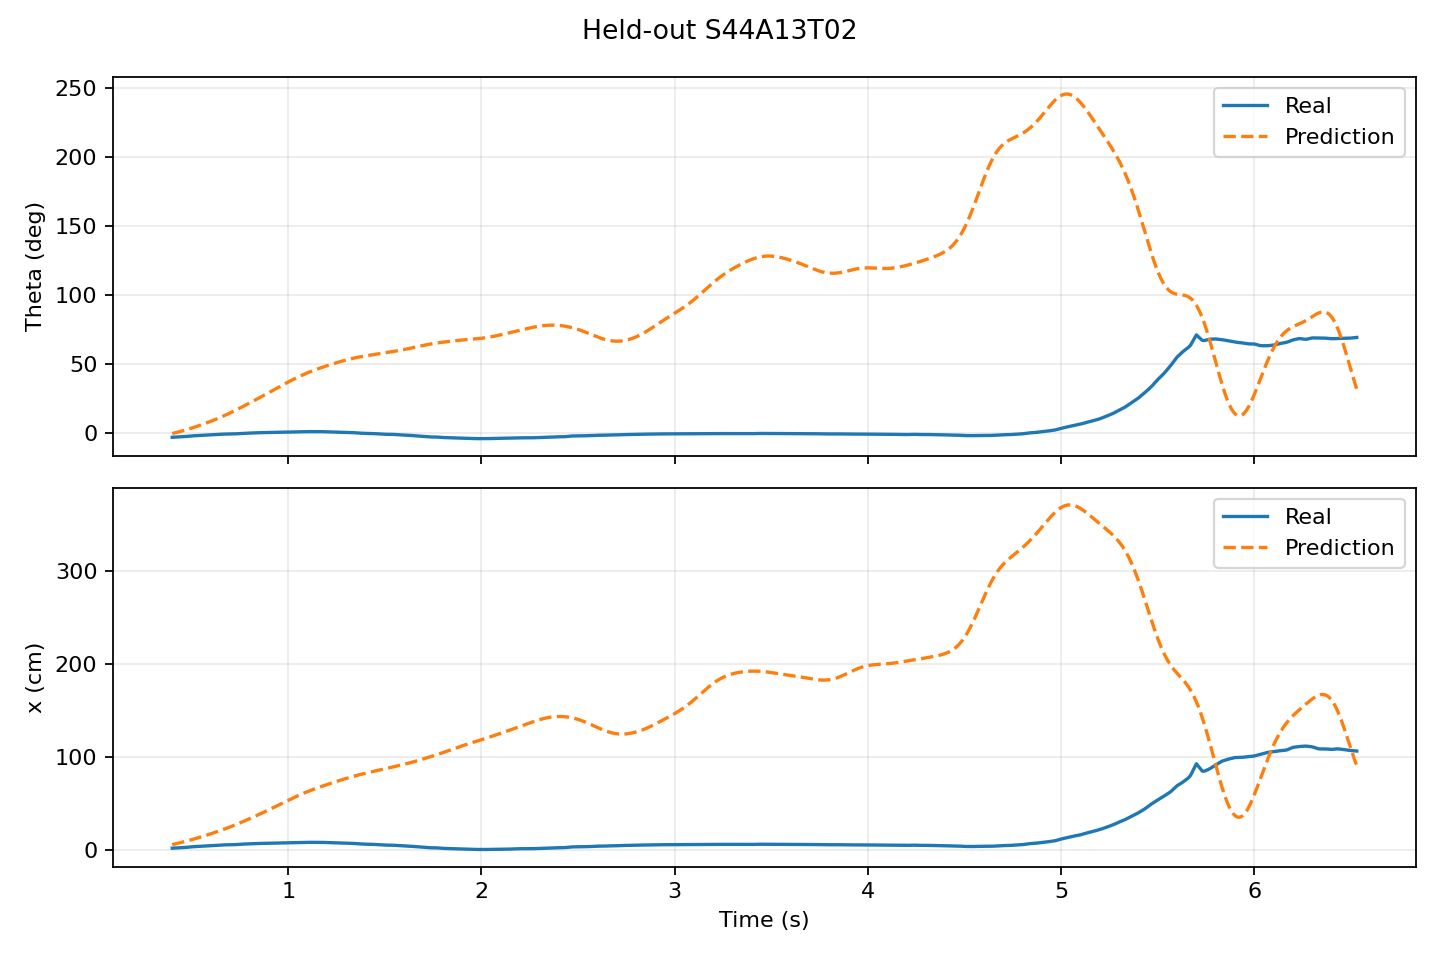 Held-out S44A13T02
250
200
150
100
50
0
Theta (deg)
Real
Prediction
300
200
100
0
x (cm)
Real
Prediction
1 2 3 4 5 6
Time (s)